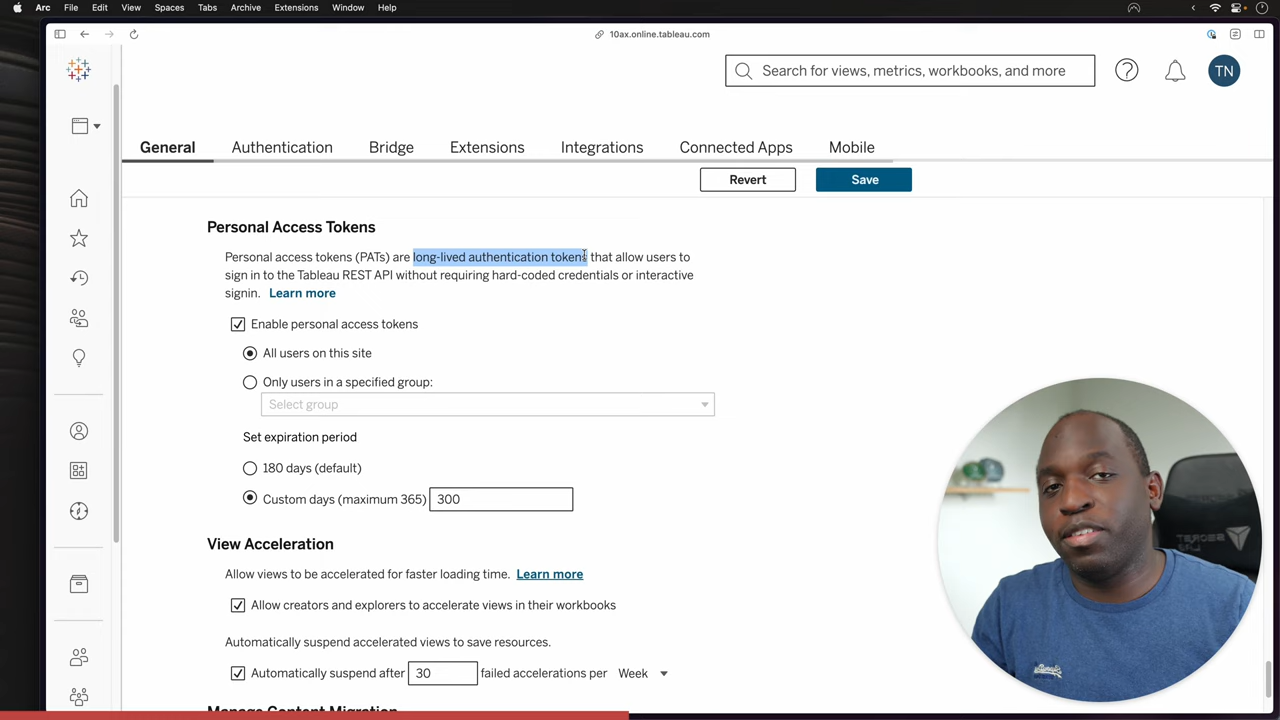 Arc File Edit View Spaces Tabs Archive Extensions Window Help
10ax.online.tableau.com
Search for views, metrics, workbooks, and more
TN
General Authentication Bridge Extensions Integrations Connected Apps Mobile
Revert Save
Personal Access Tokens
Personal access tokens (PATs) are long-lived authentication tokens that allow users to
sign in to the Tableau REST API without requiring hard-coded credentials or interactive
signin. Learn more
Enable personal access tokens
All users on this site
Only users in a specified group:
Select group
Set expiration period
180 days (default)
Custom days (maximum 365) 300
View Acceleration
Allow views to be accelerated for faster loading time. Learn more
Allow creators and explorers to accelerate views in their workbooks
Automatically suspend accelerated views to save resources.
Automatically suspend after 30 failed accelerations per Week
Manage Content Migration